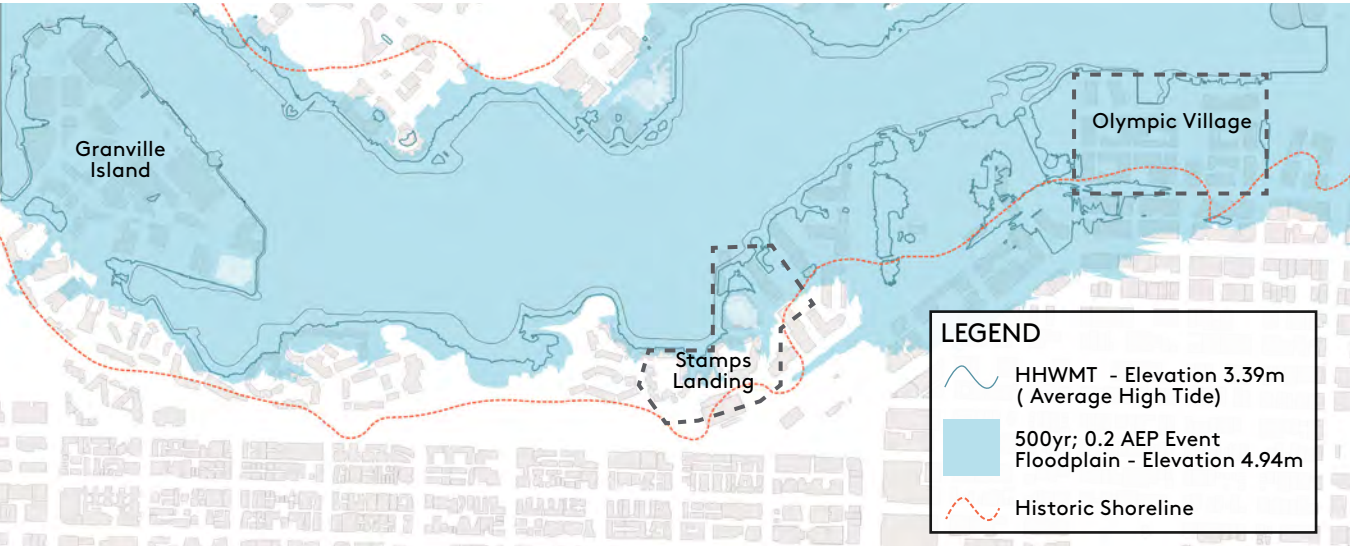 Granville
Island
Olympic Village
Stamps
Landing
LEGEND
HHWMT - Elevation 3.39m
( Average High Tide)
500yr; 0.2 AEP Event
Floodplain - Elevation 4.94m
Historic Shoreline